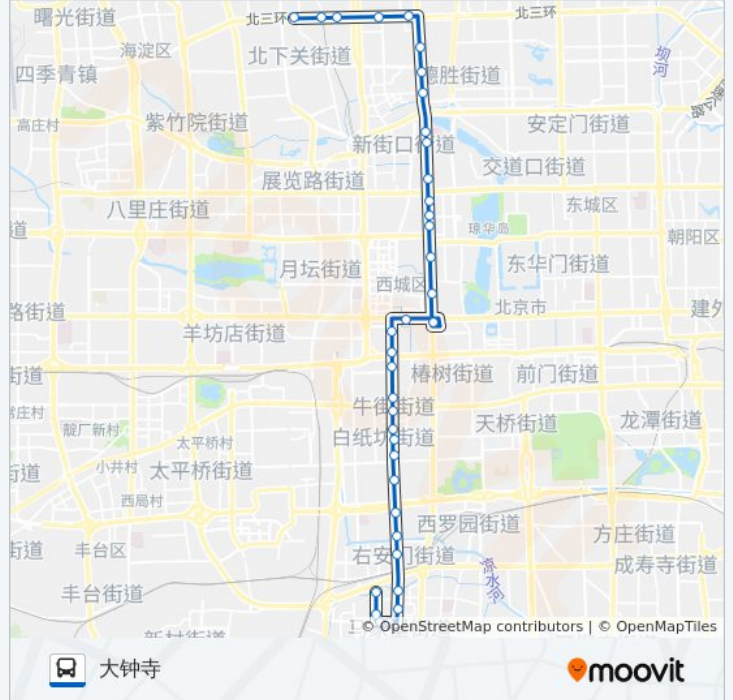 曙光街道
北三环
北三环
海淀区
北下关街道
坝河
四季青镇
德胜街道
高庄村
紫竹院街道
安定门街道
新街口街道
交道口街道
展览路街道
八里庄街道
东城区
道
琼华岛
朝阳区
月坛街道
东华门街道
西城区
路街道
北京市
建外
羊坊店街道
街道
椿树街道
前门街道
牛街街道
龙潭街道
天桥街道
靛厂新村
白纸坊街道
太平桥村
小井村
太平桥街道
街道
西局村
西罗园街道
方庄街道
街道
丰台区
右安门街道
成寿寺街道
凉水河
丰台街道
新村街道
© OpenStreetMap contributors | © OpenMapTiles
大钟寺
moovit